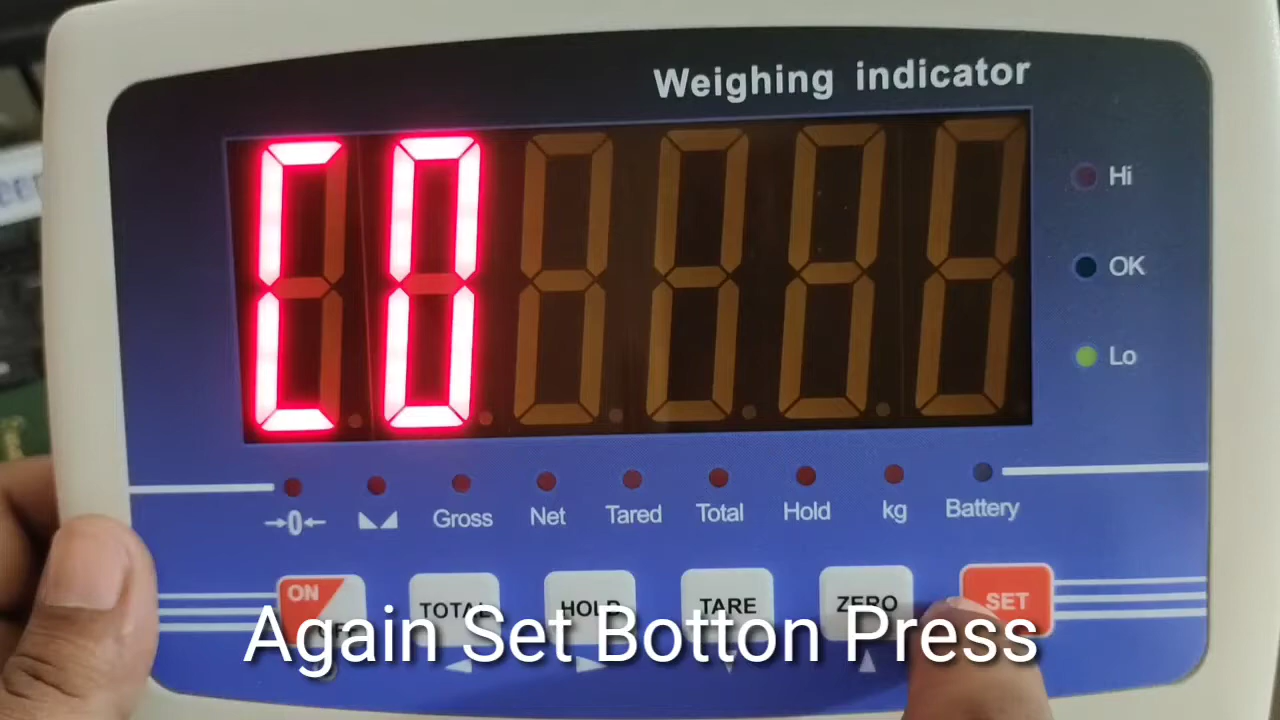 Weighing indicator
C0
Hi
OK
Lo
→0←
Gross Net Tared Total Hold kg Battery
ON TOTAL HOLD TARE ZERO SET
Again Set Botton Press